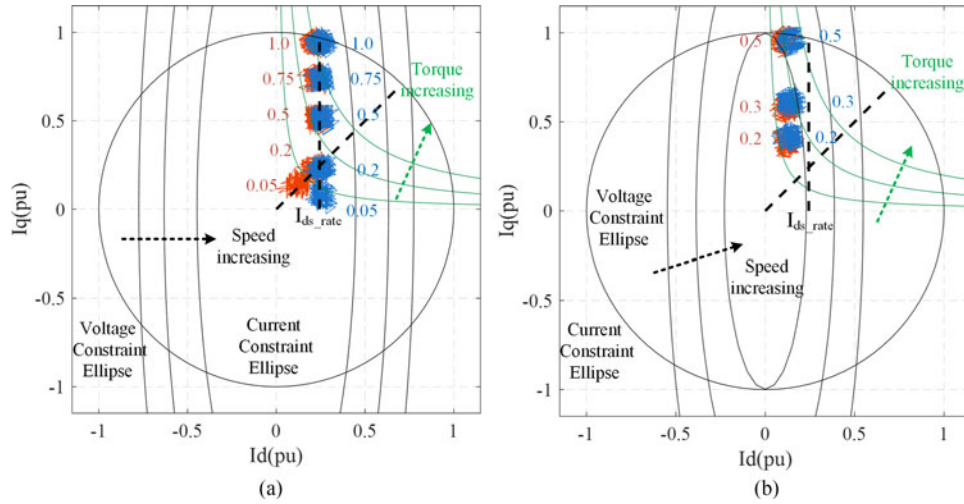 1
0.5
0
-0.5
-1
Iq(pu)
-1
-0.5
0
0.5
1
Id(pu)
1.0
0.75
0.5
0.2
0.05
1.0
0.75
0.5
0.2
0.05
Torque
increasing
I_ds_rate
Speed
increasing
Voltage
Constraint
Ellipse
Current
Constraint
Ellipse
(a)
1
0.5
0
-0.5
-1
Iq(pu)
-1
-0.5
0
0.5
1
Id(pu)
0.5
0.3
0.2
0.5
0.3
0.2
Torque
increasing
I_ds_rate
Voltage
Constraint
Ellipse
Speed
increasing
Current
Constraint
Ellipse
(b)